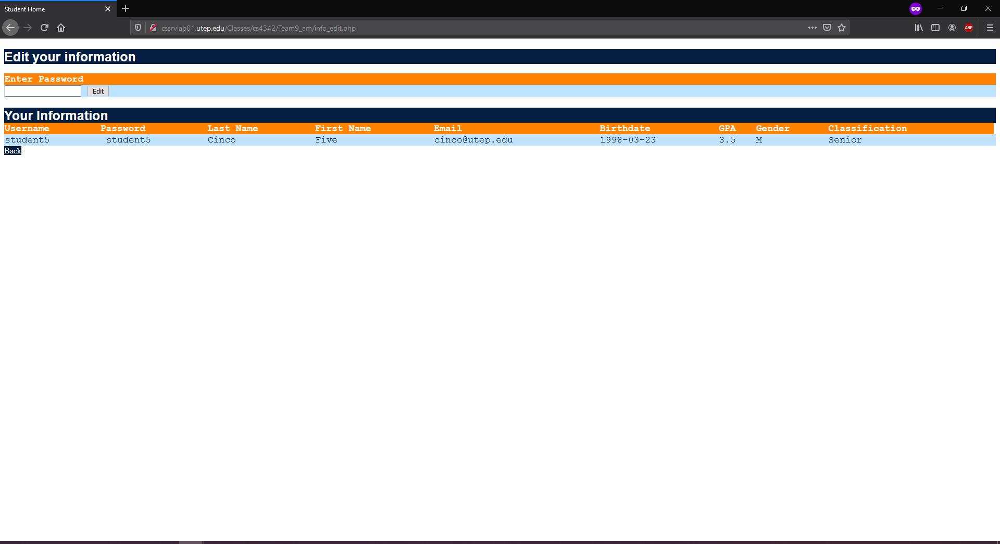 Student Home
cssrvlab01.utep.edu/Classes/cs4342/Team9_am/info_edit.php
ABP
Edit your information
Enter Password
Edit
Your Information
Username Password Last Name First Name Email Birthdate GPA Gender Classification
student5 student5 Cinco Five cinco@utep.edu 1998-03-23 3.5 M Senior
Back